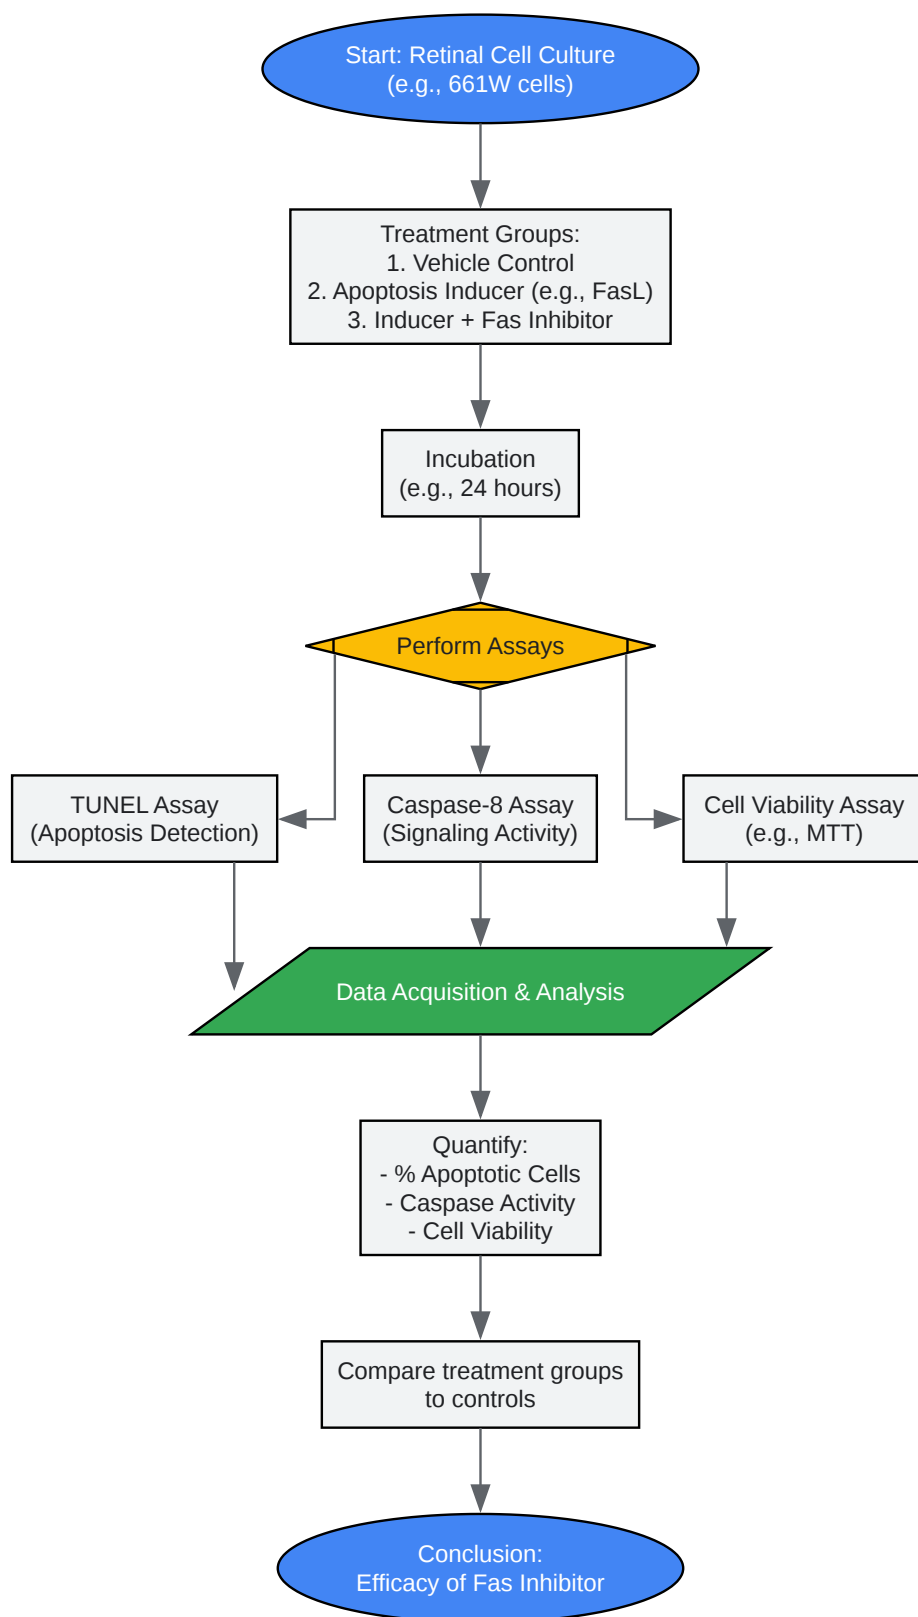 Start: Retinal Cell Culture
(e.g., 661W cells)
Treatment Groups:
1. Vehicle Control
2. Apoptosis Inducer (e.g., FasL)
3. Inducer + Fas Inhibitor
Incubation
(e.g., 24 hours)
Perform Assays
TUNEL Assay
(Apoptosis Detection)
Caspase-8 Assay
(Signaling Activity)
Cell Viability Assay
(e.g., MTT)
Data Acquisition & Analysis
Quantify:
- % Apoptotic Cells
- Caspase Activity
- Cell Viability
Compare treatment groups
to controls
Conclusion:
Efficacy of Fas Inhibitor